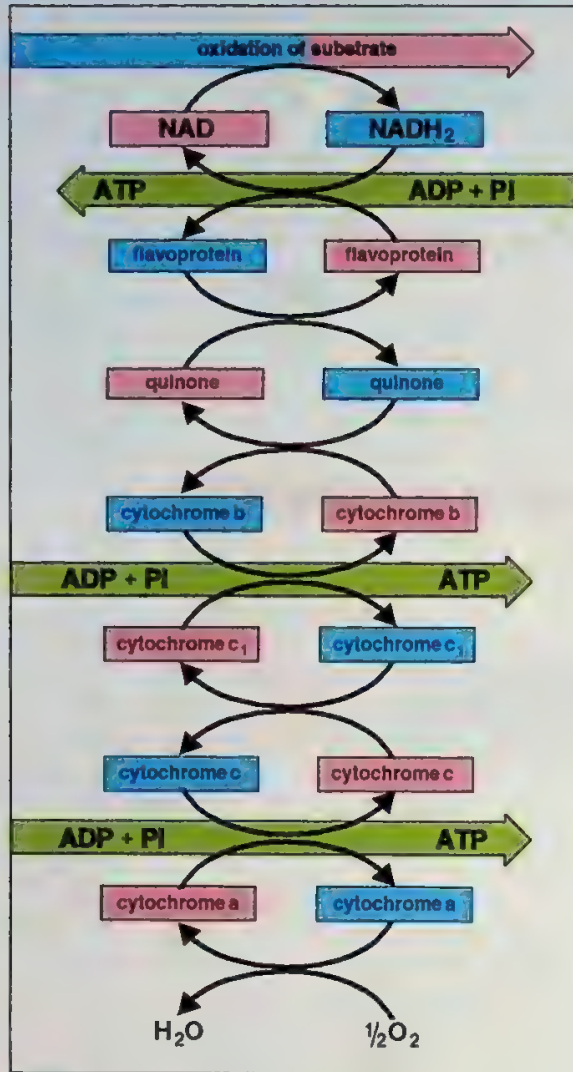 oxidation of substrate
NAD NADH₂
ATP ADP + PI
flavoprotein flavoprotein
quinone quinone
cytochrome b cytochrome b
ADP + PI ATP
cytochrome c₁ cytochrome c₁
cytochrome c cytochrome c
ADP + PI ATP
cytochrome a cytochrome a
H₂O ½O₂